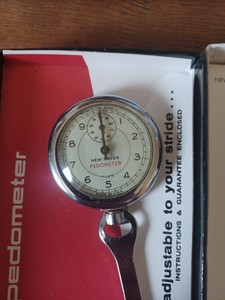 NEW HAVEN
PEDOMETER
MILES
1
2
3
4
5
6
7
8
9
pedometer
adjustable to your stride...
INSTRUCTIONS & GUARANTEE ENCLOSED